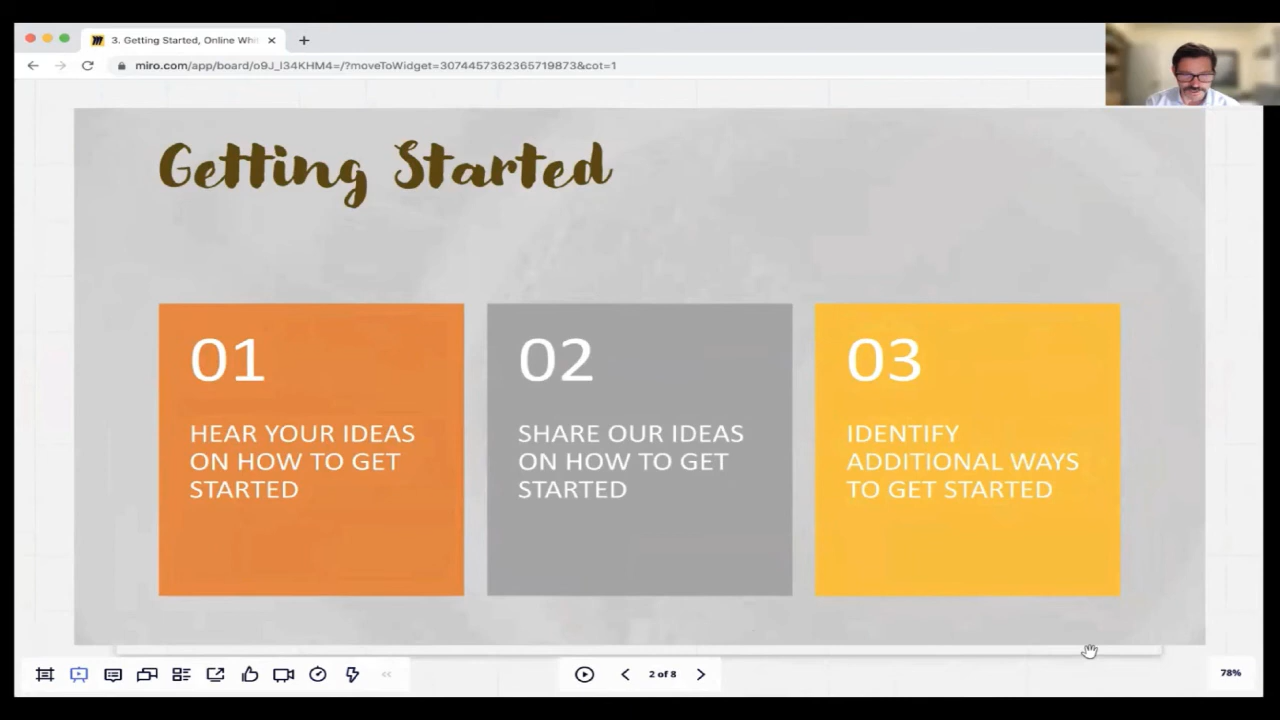 3. Getting Started, Online Whi
miro.com/app/board/o9J_l34KHM4=/?moveToWidget=3074457362365719873&cot=1
Getting Started
01
HEAR YOUR IDEAS
ON HOW TO GET
STARTED
02
SHARE OUR IDEAS
ON HOW TO GET
STARTED
03
IDENTIFY
ADDITIONAL WAYS
TO GET STARTED
2 of 8
78%